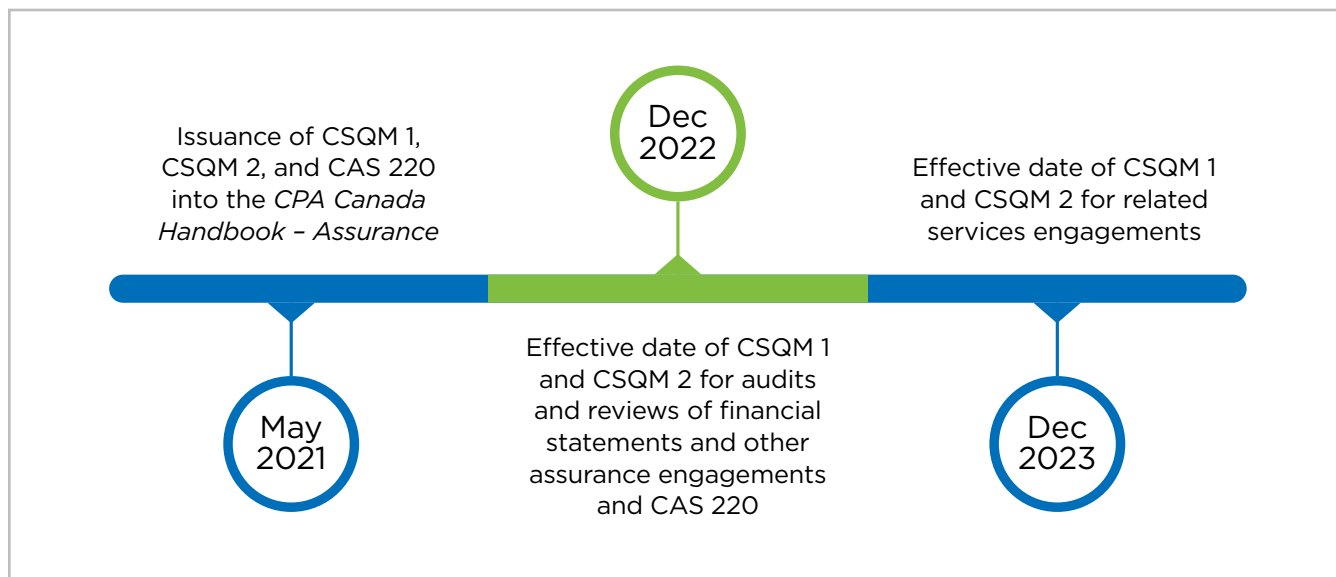 Issuance of CSQM 1,
CSQM 2, and CAS 220
into the CPA Canada
Handbook – Assurance
May
2021
Dec
2022
Effective date of CSQM 1
and CSQM 2 for audits
and reviews of financial
statements and other
assurance engagements
and CAS 220
Effective date of CSQM 1
and CSQM 2 for related
services engagements
Dec
2023